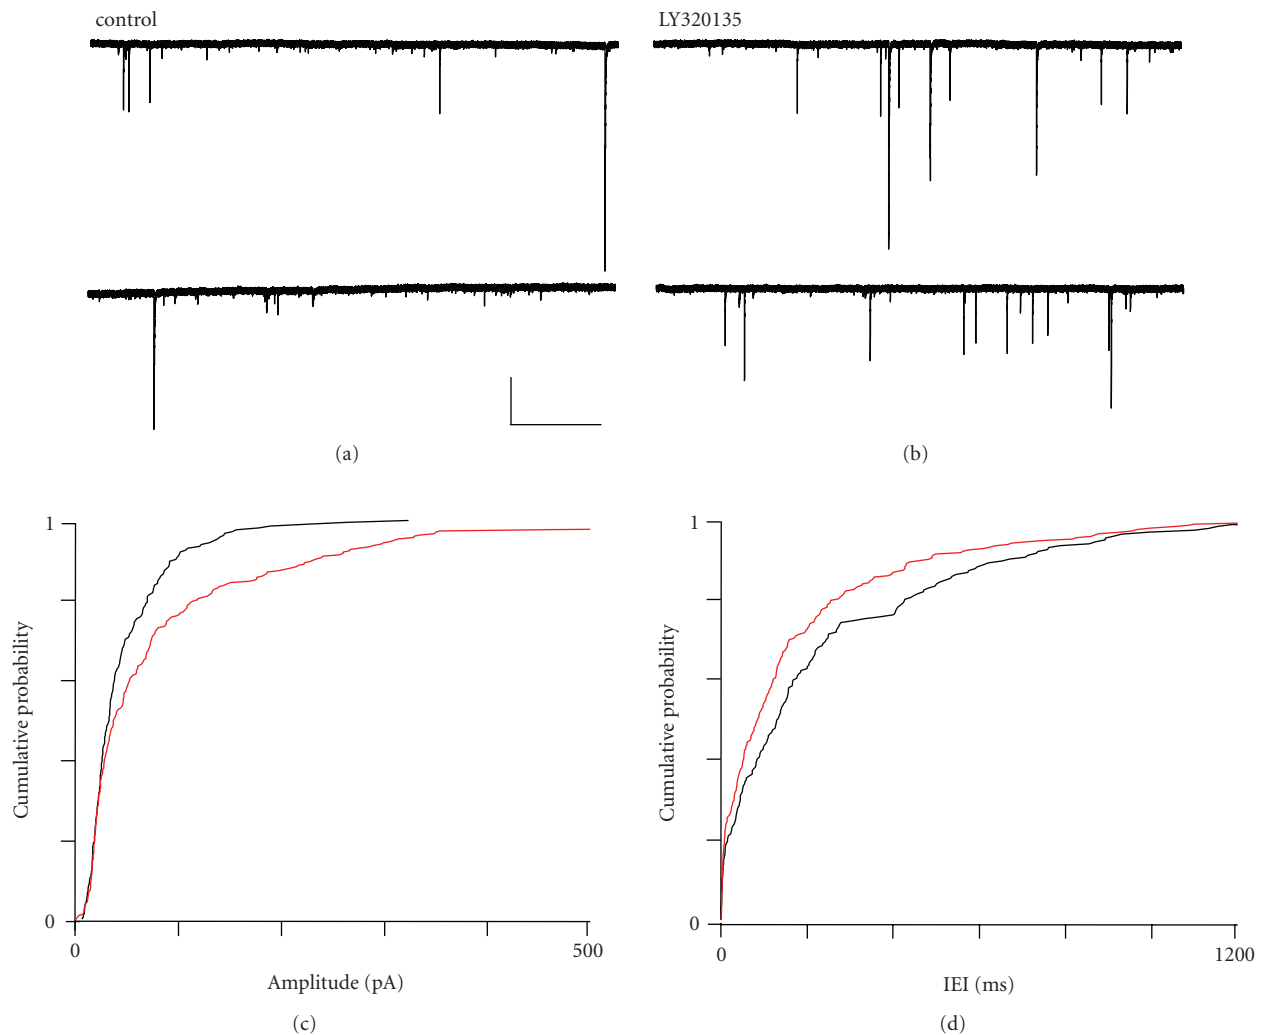 control
LY320135
(a)
(b)
1
Cumulative probability
0
0
500
Amplitude (pA)
(c)
1
Cumulative probability
0
0
1200
IEI (ms)
(d)